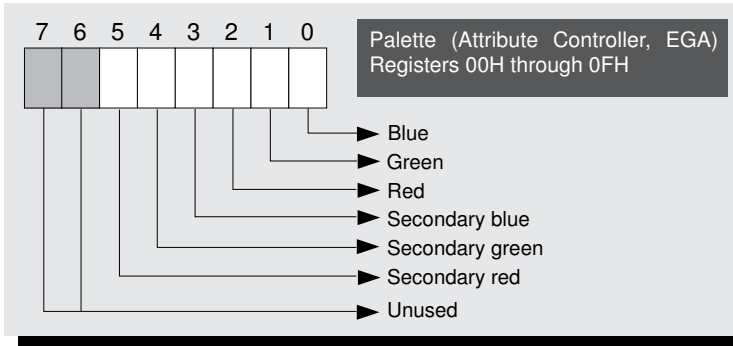 7 6 5 4 3 2 1 0
Palette (Attribute Controller, EGA)
Registers 00H through 0FH
Blue
Green
Red
Secondary blue
Secondary green
Secondary red
Unused